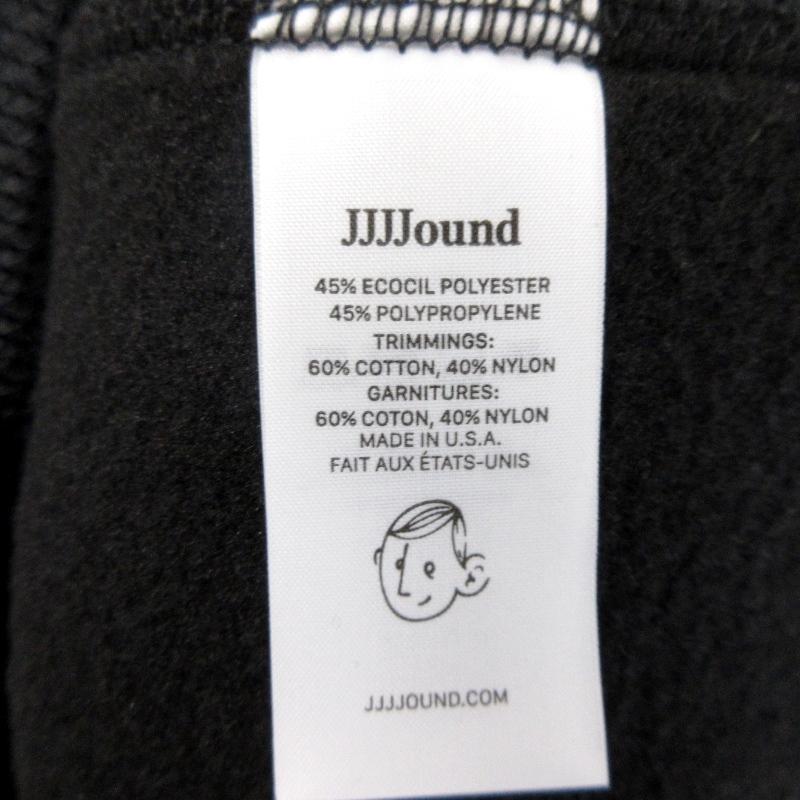 JJJJound
45% ECOCIL POLYESTER
45% POLYPROPYLENE
TRIMMINGS:
60% COTTON, 40% NYLON
GARNITURES:
60% COTON, 40% NYLON
MADE IN U.S.A.
FAIT AUX ÉTATS-UNIS
JJJJOUND.COM